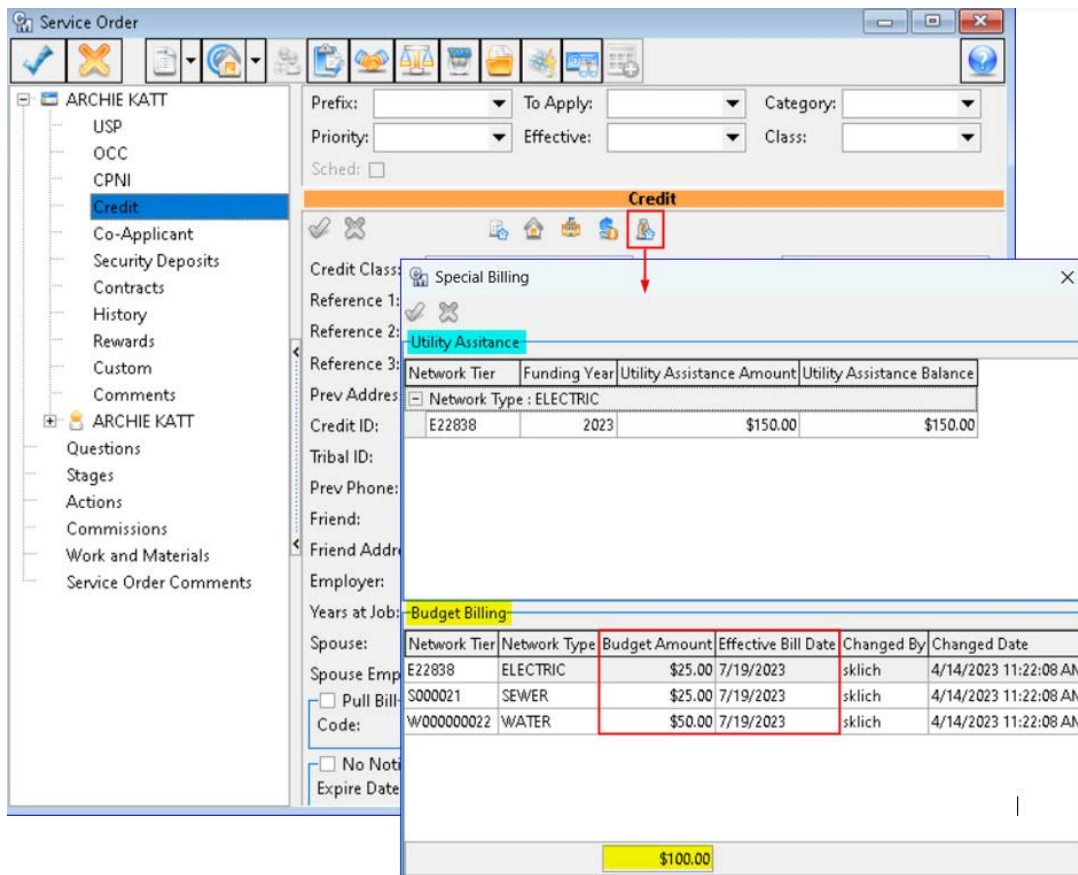 Service Order
ARCHIE KATT
USP
OCC
CPNI
Credit
Co-Applicant
Security Deposits
Contracts
History
Rewards
Custom
Comments
ARCHIE KATT
Questions
Stages
Actions
Commissions
Work and Materials
Service Order Comments
Prefix: To Apply: Category:
Priority: Effective: Class:
Sched:
Credit
Credit Class:
Reference 1:
Reference 2:
Reference 3:
Prev Addres
Credit ID:
Tribal ID:
Prev Phone:
Friend:
Friend Addre
Employer:
Years at Job:
Spouse:
Spouse Emp
Pull Bill
Code:
No Noti
Expire Date
Special Billing
Utility Assitance
Network Tier Funding Year Utility Assistance Amount Utility Assistance Balance
Network Type : ELECTRIC
E22838 2023 $150.00 $150.00
Budget Billing
Network Tier Network Type Budget Amount Effective Bill Date Changed By Changed Date
E22838 ELECTRIC $25.00 7/19/2023 sklich 4/14/2023 11:22:08 AM
S000021 SEWER $25.00 7/19/2023 sklich 4/14/2023 11:22:08 AM
W000000022 WATER $50.00 7/19/2023 sklich 4/14/2023 11:22:08 AM
$100.00